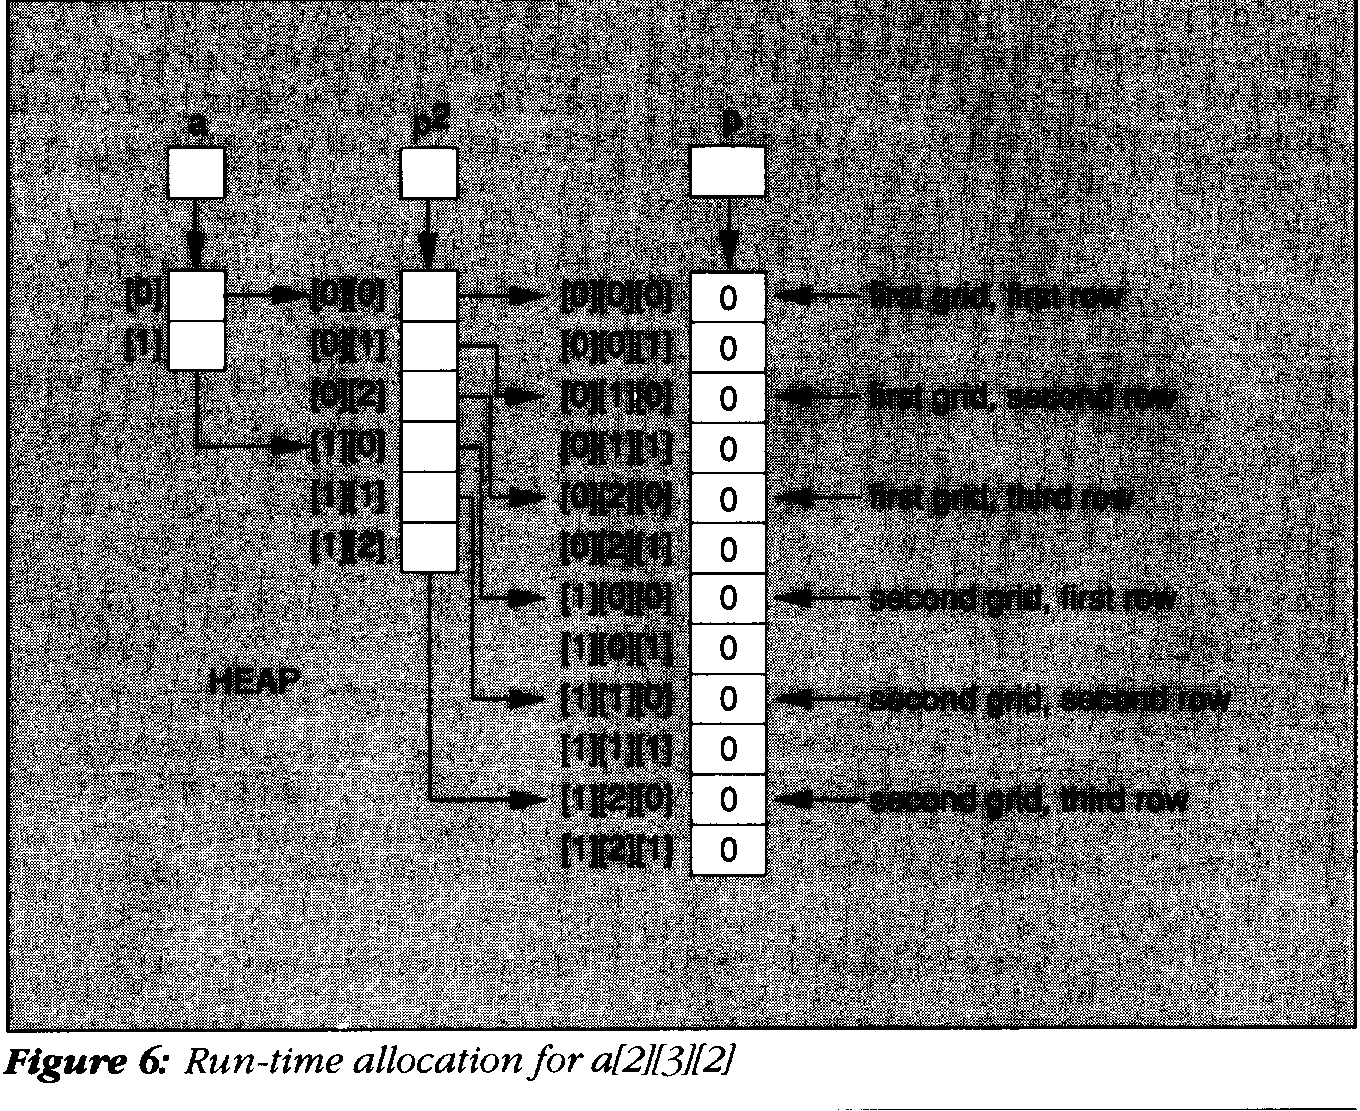 a p2 p
[0] [0][0] [0][0][0] 0 first grid, first row
[1] [0][1] [0][0][1] 0
[0][2] [0][1][0] 0 first grid, second row
[1][0] [0][1][1] 0
[1][1] [0][2][0] 0 first grid, third row
[1][2] [0][2][1] 0
[1][0][0] 0 second grid, first row
[1][0][1] 0
HEAP [1][1][0] 0 second grid, second row
[1][1][1] 0
[1][2][0] 0 second grid, third row
[1][2][1] 0
Figure 6: Run-time allocation for a[2][3][2]